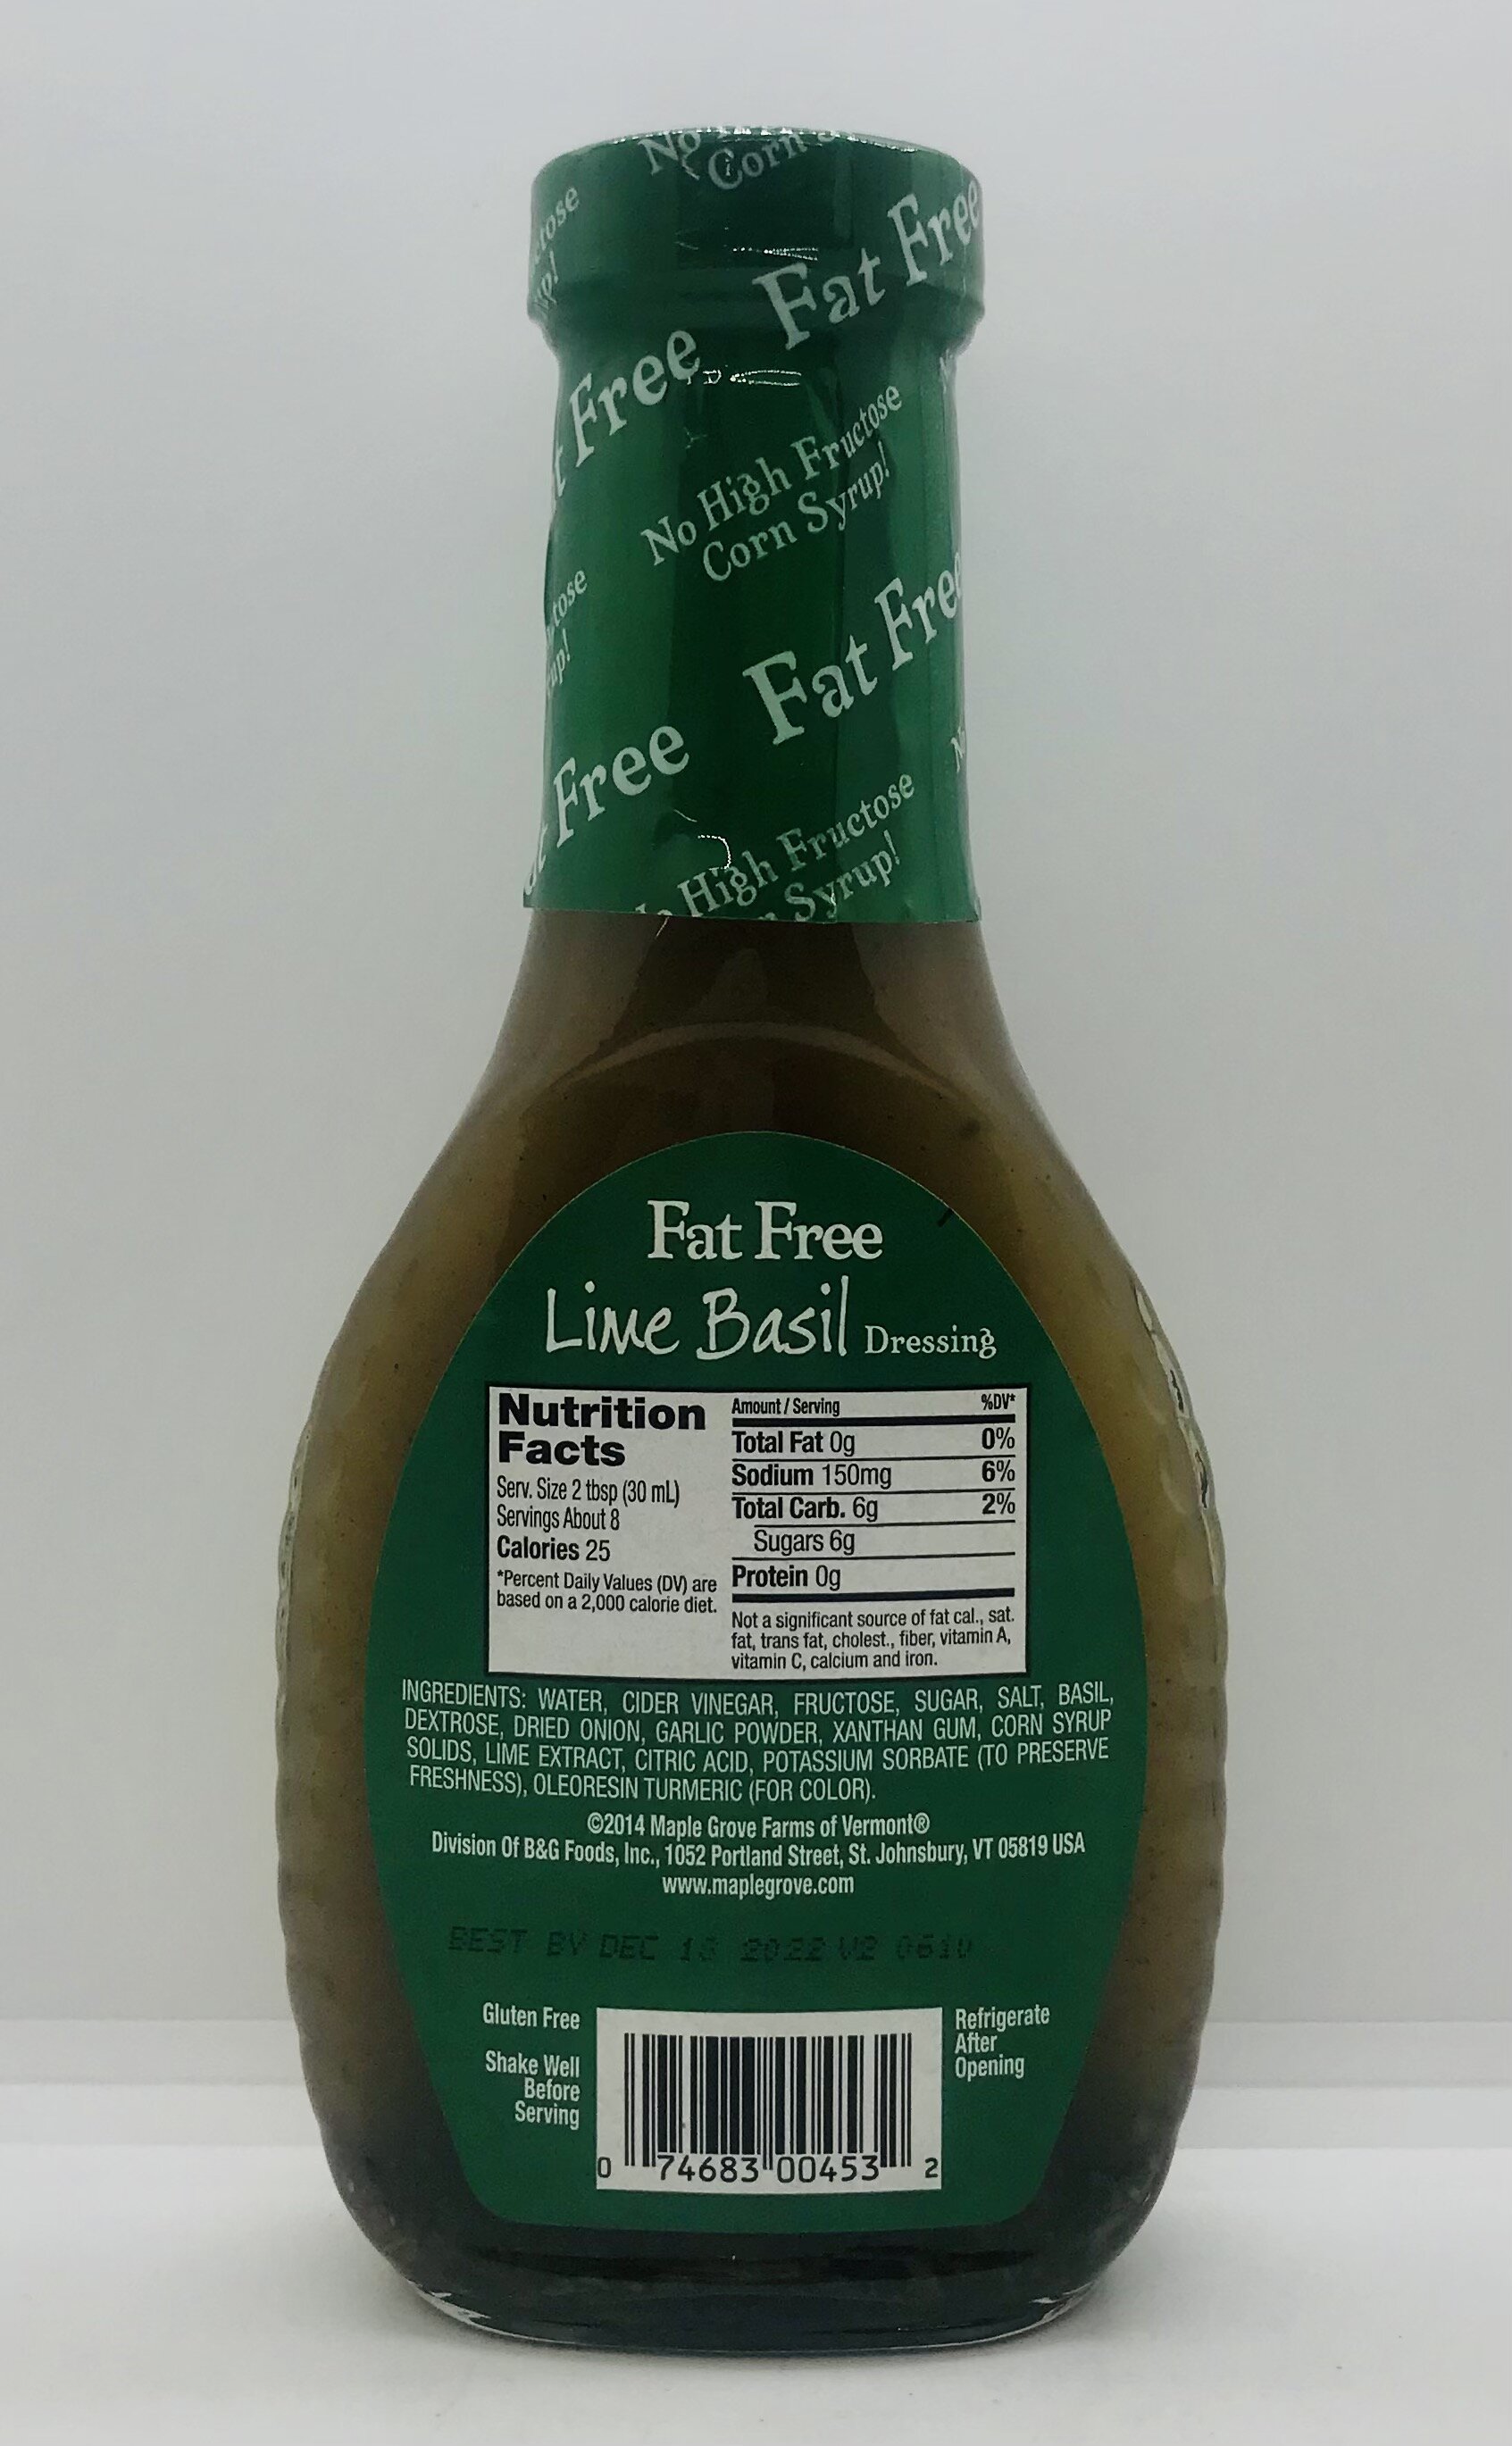 No
Corn
Fat Free
Free
No High Fructose
Corn Syrup!
Fat Free
Free
High Fructose
Syrup!
Fat Free
Lime Basil Dressing
Nutrition
Facts
Serv. Size 2 tbsp (30 mL)
Servings About 8
Calories 25
*Percent Daily Values (DV) are
based on a 2,000 calorie diet.
Amount / Serving %DV*
Total Fat 0g 0%
Sodium 150mg 6%
Total Carb. 6g 2%
Sugars 6g
Protein 0g
Not a significant source of fat cal., sat.
fat, trans fat, cholest., fiber, vitamin A,
vitamin C, calcium and iron.
INGREDIENTS: WATER, CIDER VINEGAR, FRUCTOSE, SUGAR, SALT, BASIL,
DEXTROSE, DRIED ONION, GARLIC POWDER, XANTHAN GUM, CORN SYRUP
SOLIDS, LIME EXTRACT, CITRIC ACID, POTASSIUM SORBATE (TO PRESERVE
FRESHNESS), OLEORESIN TURMERIC (FOR COLOR).
©2014 Maple Grove Farms of Vermont®
Division Of B&G Foods, Inc., 1052 Portland Street, St. Johnsbury, VT 05819 USA
www.maplegrove.com
BEST BY DEC 2022 V2
Gluten Free
Shake Well
Before
Serving
Refrigerate
After
Opening
0 74683 00453 2